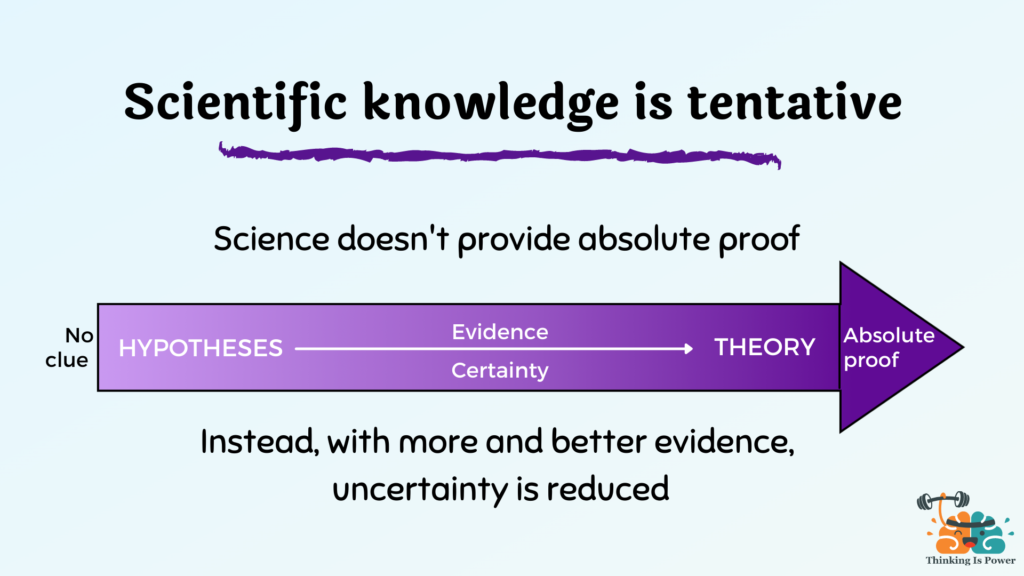 Scientific knowledge is tentative
Science doesn't provide absolute proof
No
clue
HYPOTHESES
Evidence
Certainty
THEORY
Absolute
proof
Instead, with more and better evidence,
uncertainty is reduced
Thinking Is Power